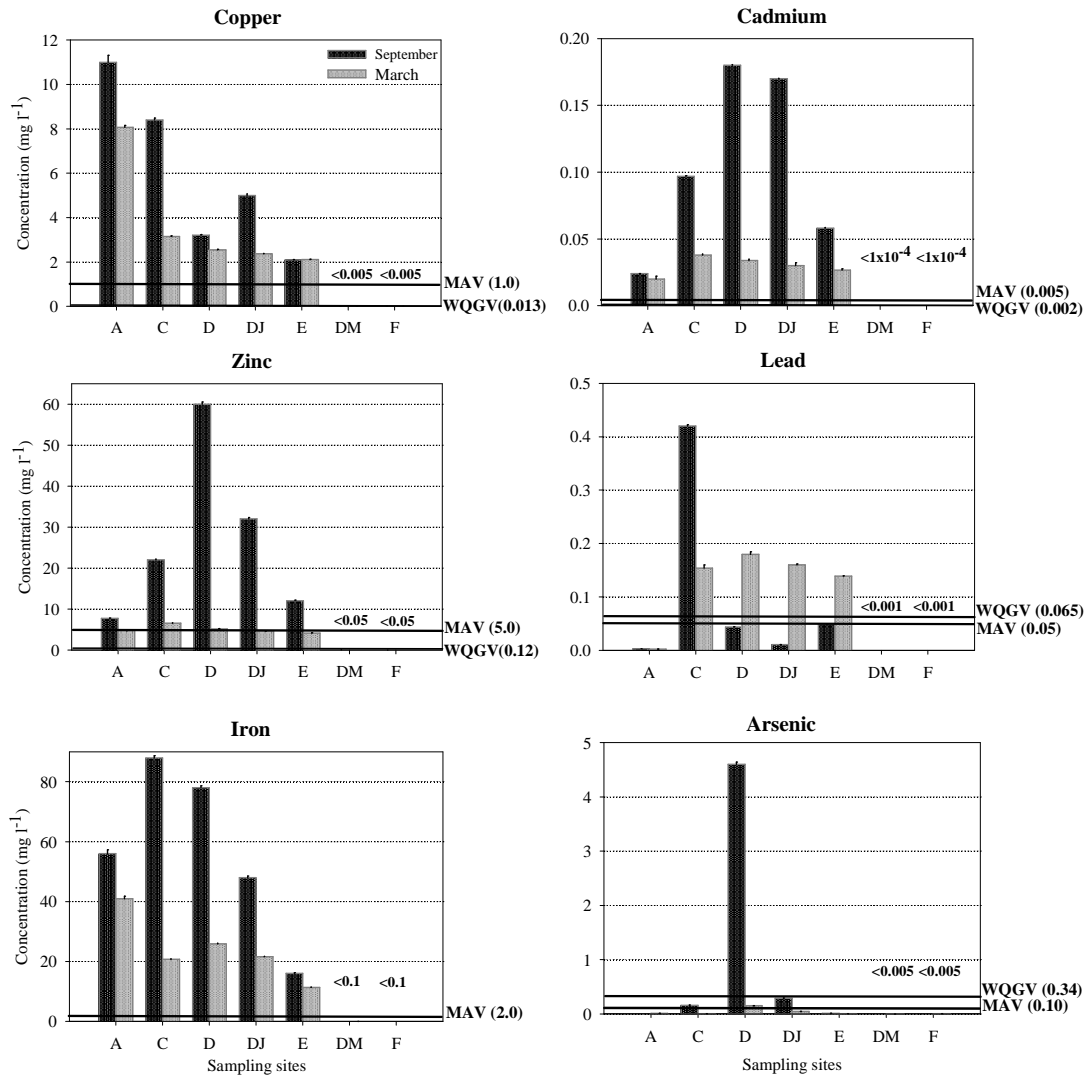 Copper
Cadmium
Concentration (mg l-1)
12
10
8
6
4
2
0
September
March
<0.005 <0.005
MAV (1.0)
WQGV(0.013)
A C D DJ E DM F
0.20
0.15
0.10
0.05
0.0
<1x10-4 <1x10-4
MAV (0.005)
WQGV (0.002)
A C D DJ E DM F
Zinc
Lead
Concentration (mg l-1)
60
50
40
30
20
10
0
<0.05 <0.05
MAV (5.0)
WQGV(0.12)
A C D DJ E DM F
0.5
0.4
0.3
0.2
0.1
0.0
<0.001 <0.001
WQGV (0.065)
MAV (0.05)
A C D DJ E DM F
Iron
Arsenic
Concentration (mg l-1)
80
60
40
20
0
<0.1 <0.1
MAV (2.0)
A C D DJ E DM F
Sampling sites
5
4
3
2
1
0
<0.005 <0.005
WQGV (0.34)
MAV (0.10)
A C D DJ E DM F
Sampling sites